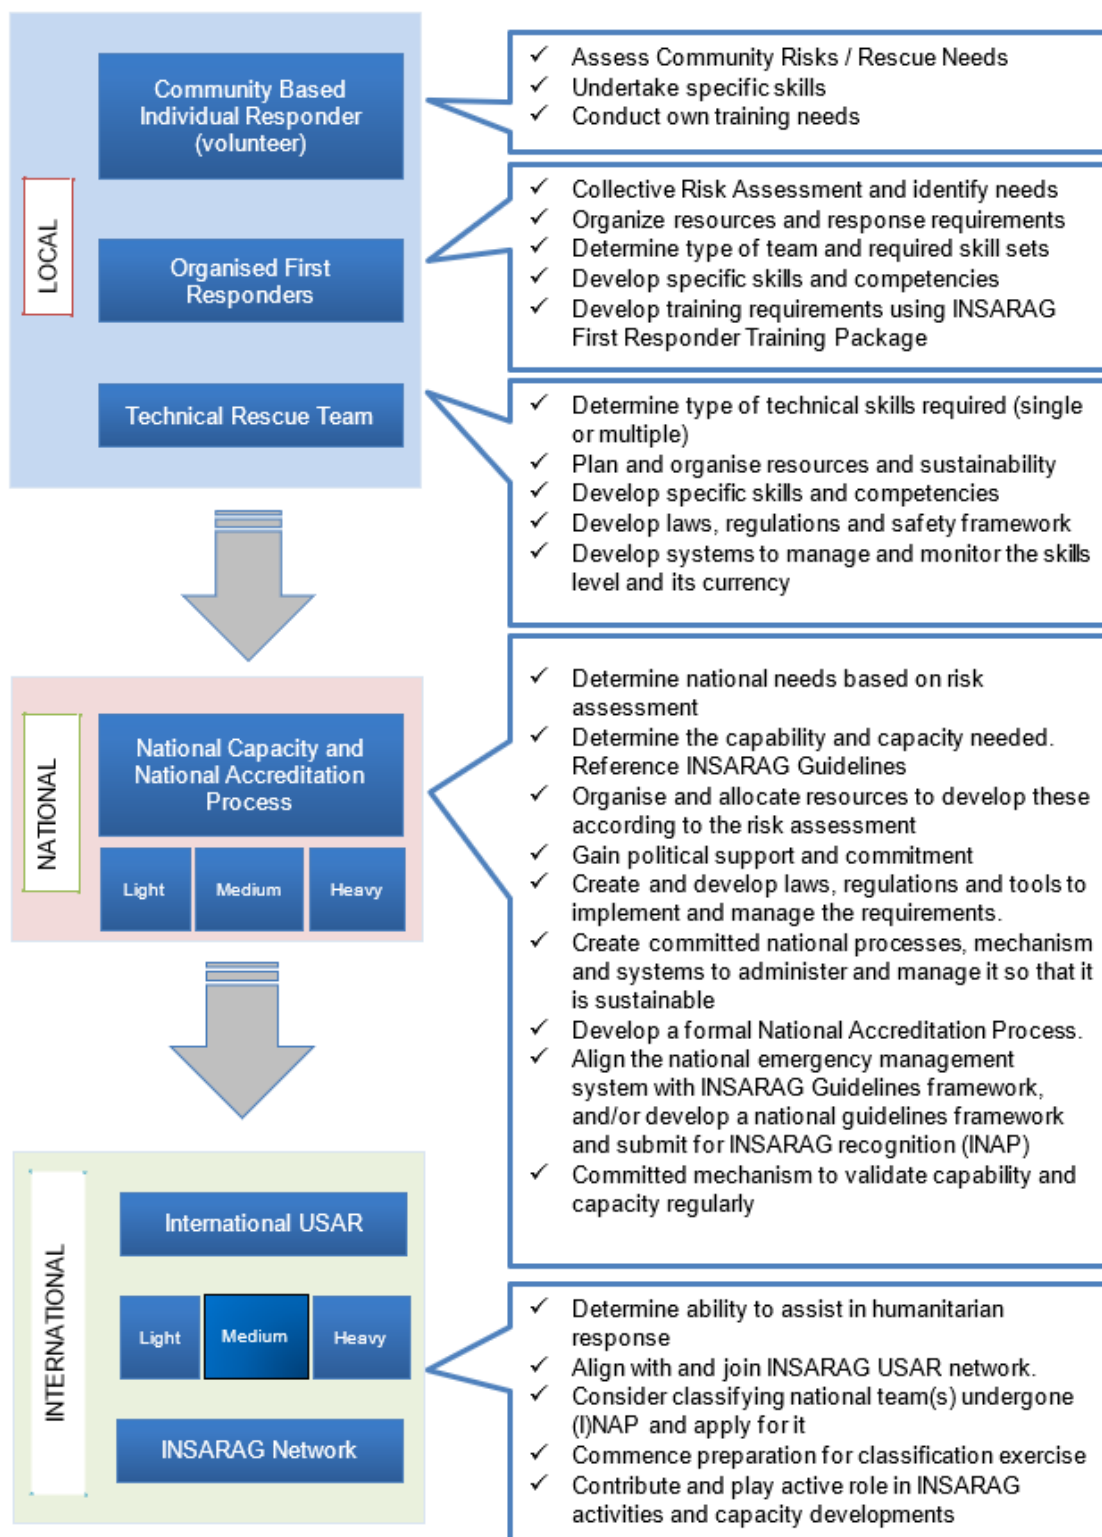 LOCAL
Community Based
Individual Responder
(volunteer)
✓ Assess Community Risks / Rescue Needs
✓ Undertake specific skills
✓ Conduct own training needs
Organised First
Responders
✓ Collective Risk Assessment and identify needs
✓ Organize resources and response requirements
✓ Determine type of team and required skill sets
✓ Develop specific skills and competencies
✓ Develop training requirements using INSARAG
First Responder Training Package
Technical Rescue Team
✓ Determine type of technical skills required (single
or multiple)
✓ Plan and organise resources and sustainability
✓ Develop specific skills and competencies
✓ Develop laws, regulations and safety framework
✓ Develop systems to manage and monitor the skills
level and its currency
NATIONAL
National Capacity and
National Accreditation
Process
Light
Medium
Heavy
✓ Determine national needs based on risk
assessment
✓ Determine the capability and capacity needed.
Reference INSARAG Guidelines
✓ Organise and allocate resources to develop these
according to the risk assessment
✓ Gain political support and commitment
✓ Create and develop laws, regulations and tools to
implement and manage the requirements.
✓ Create committed national processes, mechanism
and systems to administer and manage it so that it
is sustainable
✓ Develop a formal National Accreditation Process.
✓ Align the national emergency management
system with INSARAG Guidelines framework,
and/or develop a national guidelines framework
and submit for INSARAG recognition (INAP)
✓ Committed mechanism to validate capability and
capacity regularly
INTERNATIONAL
International USAR
Light
Medium
Heavy
INSARAG Network
✓ Determine ability to assist in humanitarian
response
✓ Align with and join INSARAG USAR network.
✓ Consider classifying national team(s) undergone
(I)NAP and apply for it
✓ Commence preparation for classification exercise
✓ Contribute and play active role in INSARAG
activities and capacity developments